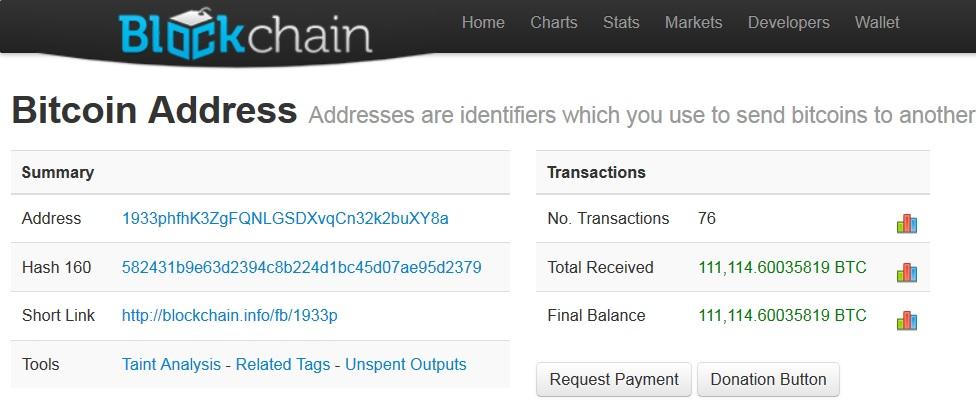 Blockchain
Home Charts Stats Markets Developers Wallet
Bitcoin Address Addresses are identifiers which you use to send bitcoins to another
Summary
Address 1933phfhK3ZgFQNLGSDXvqCn32k2buXY8a
Hash 160 582431b9e63d2394c8b224d1bc45d07ae95d2379
Short Link http://blockchain.info/fb/1933p
Tools Taint Analysis - Related Tags - Unspent Outputs
Transactions
No. Transactions 76
Total Received 111,114.60035819 BTC
Final Balance 111,114.60035819 BTC
Request Payment Donation Button